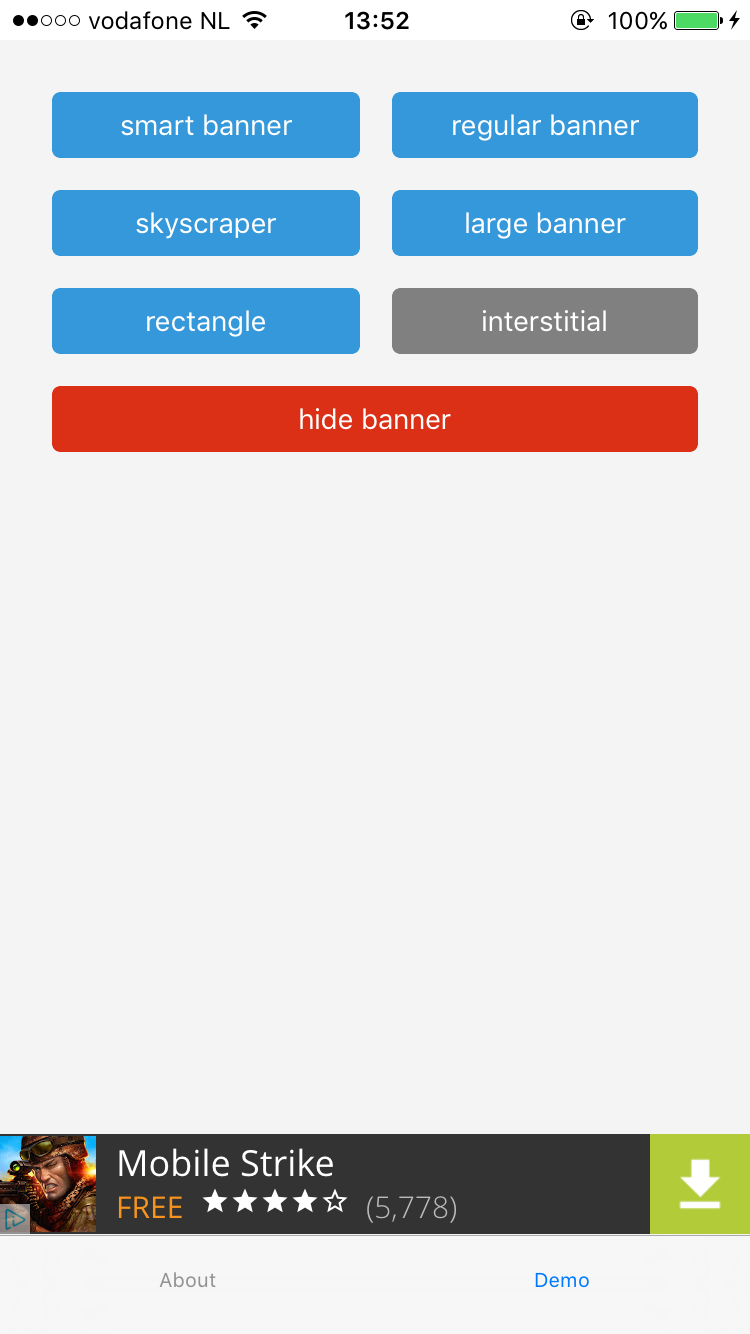 vodafone NL 13:52 100%
smart banner regular banner
skyscraper large banner
rectangle interstitial
hide banner
Mobile Strike
FREE (5,778)
About Demo